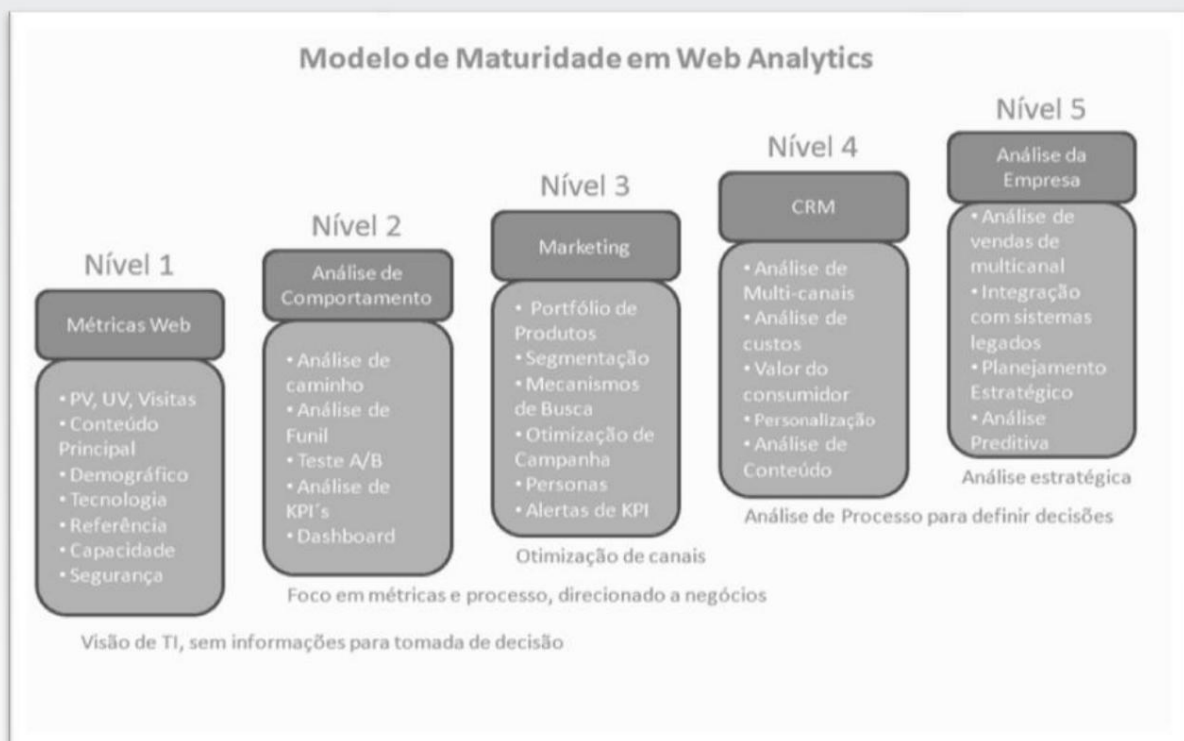 Modelo de Maturidade em Web Analytics
Nível 1
Métricas Web
• PV, UV, Visitas
• Conteúdo
Principal
• Demográfico
• Tecnologia
• Referência
• Capacidade
• Segurança
Visão de TI, sem informações para tomada de decisão
Nível 2
Análise de
Comportamento
• Análise de
caminho
• Análise de
Funil
• Teste A/B
• Análise de
KPI´s
• Dashboard
Foco em métricas e processo, direcionado a negócios
Nível 3
Marketing
• Portfólio de
Produtos
• Segmentação
• Mecanismos
de Busca
• Otimização de
Campanha
• Personas
• Alertas de KPI
Otimização de canais
Nível 4
CRM
• Análise de
Multi-canais
• Análise de
custos
• Valor do
consumidor
• Personalização
• Análise de
Conteúdo
Análise de Processo para definir decisões
Nível 5
Análise da
Empresa
• Análise de
vendas de
multicanal
• Integração
com sistemas
legados
• Planejamento
Estratégico
• Análise
Preditiva
Análise estratégica